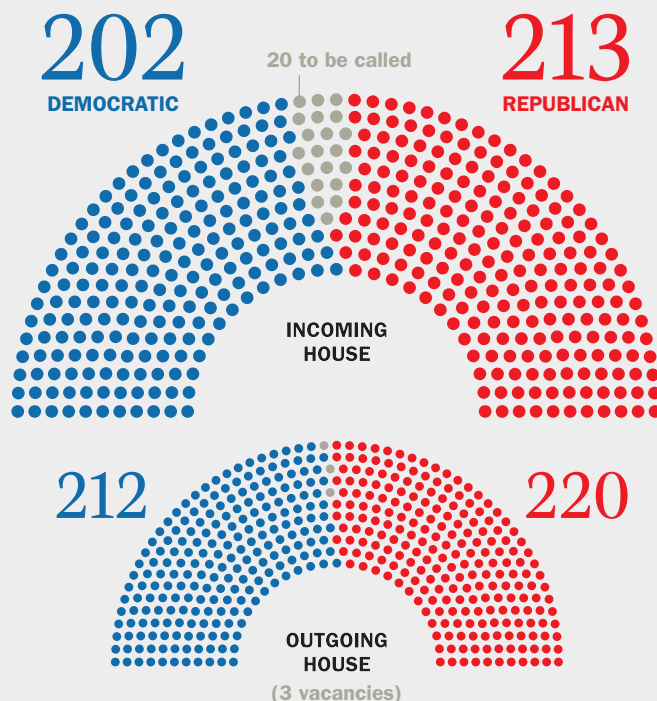 202
DEMOCRATIC
20 to be called
213
REPUBLICAN
INCOMING
HOUSE
212
220
OUTGOING
HOUSE
(3 vacancies)